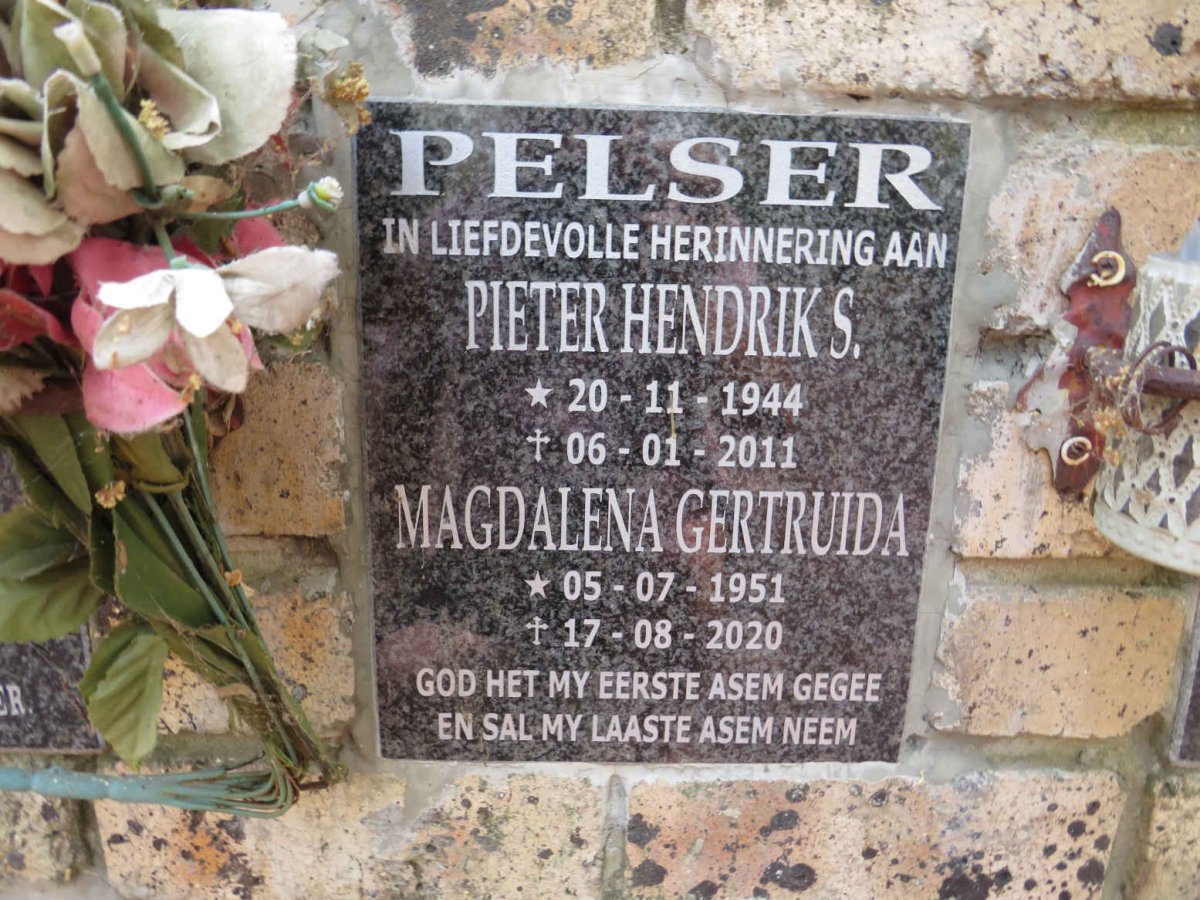 PELSER
IN LIEFDEVOLLE HERINNERING AAN
PIETER HENDRIK S.
★ 20 - 11 - 1944
✝ 06 - 01 - 2011
MAGDALENA GERTRUIDA
★ 05 - 07 - 1951
✝ 17 - 08 - 2020
GOD HET MY EERSTE ASEM GEGEE
EN SAL MY LAASTE ASEM NEEM